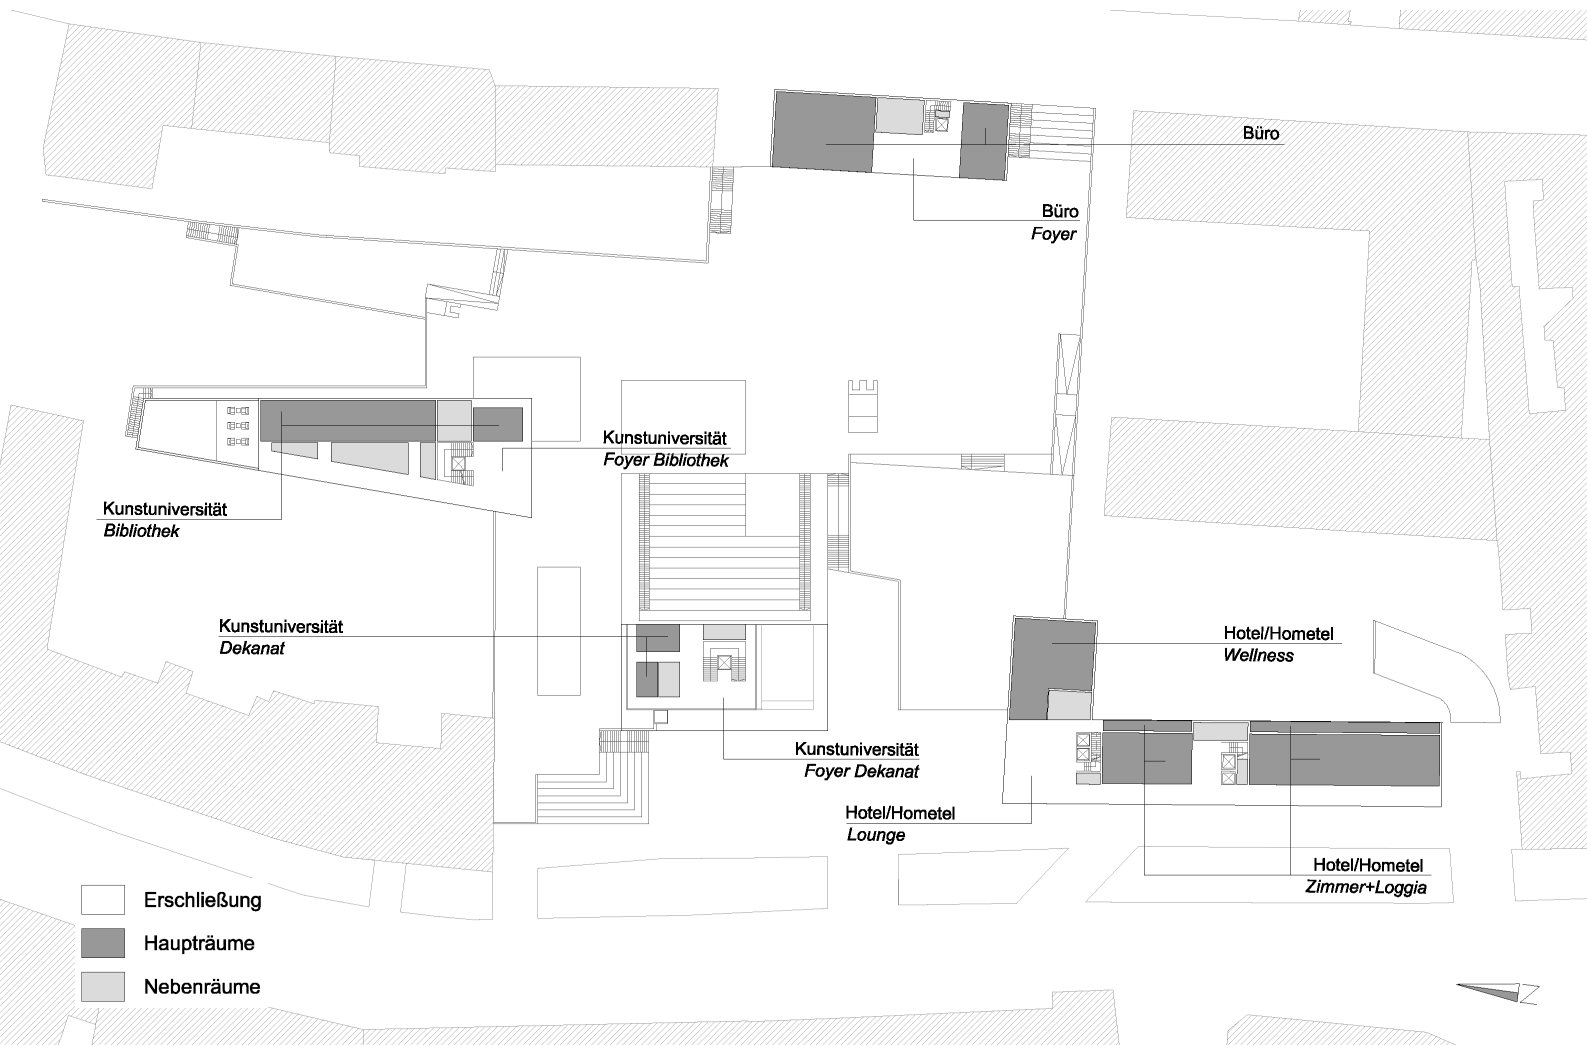 Büro
Büro
Foyer
Kunstuniversität
Foyer Bibliothek
Kunstuniversität
Bibliothek
Kunstuniversität
Dekanat
Hotel/Hometel
Wellness
Kunstuniversität
Foyer Dekanat
Hotel/Hometel
Lounge
Hotel/Hometel
Zimmer+Loggia
Erschließung
Haupträume
Nebenräume
N